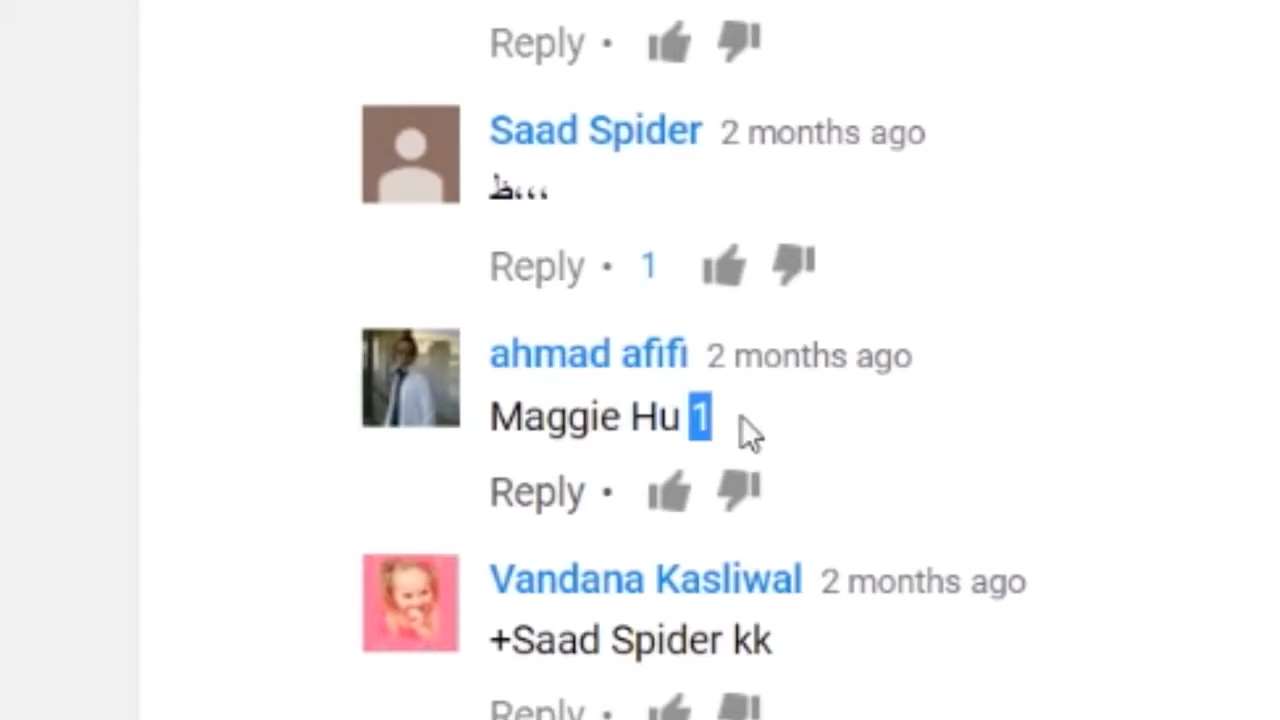 Reply •
Saad Spider 2 months ago
ظ،،،
Reply • 1
ahmad afifi 2 months ago
Maggie Hu 1
Reply •
Vandana Kasliwal 2 months ago
+Saad Spider kk
Reply •